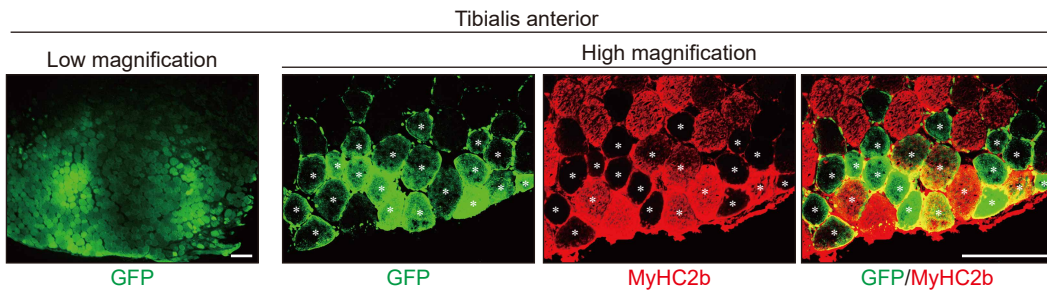 Tibialis anterior
Low magnification
High magnification
GFP
GFP
MyHC2b
GFP/MyHC2b